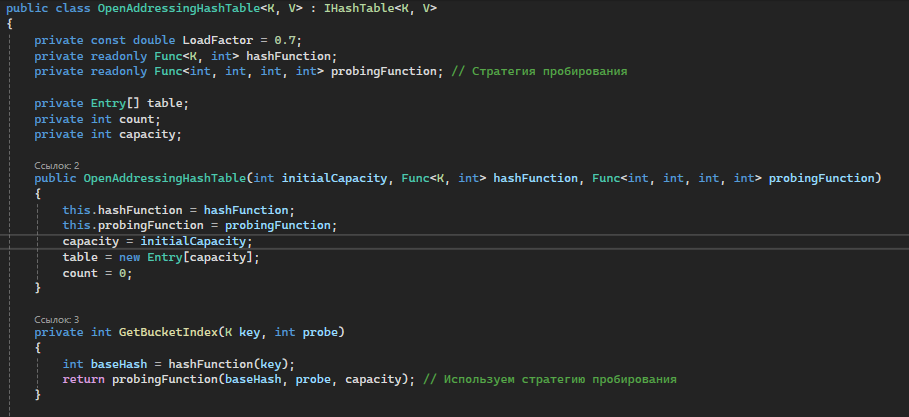 public class OpenAddressingHashTable<K, V> : IHashTable<K, V>
{
private const double LoadFactor = 0.7;
private readonly Func<K, int> hashFunction;
private readonly Func<int, int, int, int> probingFunction; // Стратегия пробирования
private Entry[] table;
private int count;
private int capacity;
Ссылок: 2
public OpenAddressingHashTable(int initialCapacity, Func<K, int> hashFunction, Func<int, int, int, int> probingFunction)
{
this.hashFunction = hashFunction;
this.probingFunction = probingFunction;
capacity = initialCapacity;
table = new Entry[capacity];
count = 0;
}
Ссылок: 3
private int GetBucketIndex(K key, int probe)
{
int baseHash = hashFunction(key);
return probingFunction(baseHash, probe, capacity); // Используем стратегию пробирования
}